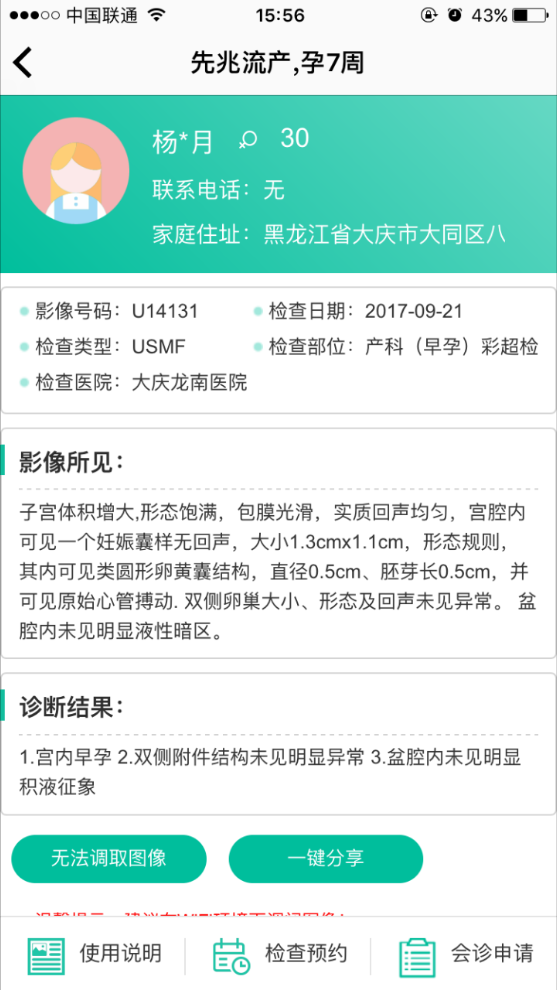 中国联通
15:56
43%
先兆流产,孕7周
杨*月 30
联系电话：无
家庭住址：黑龙江省大庆市大同区八
影像号码：U14131
检查日期：2017-09-21
检查类型：USMF
检查部位：产科（早孕）彩超检
检查医院：大庆龙南医院
影像所见：
子宫体积增大,形态饱满，包膜光滑，实质回声均匀，宫腔内
可见一个妊娠囊样无回声，大小1.3cmx1.1cm，形态规则，
其内可见类圆形卵黄囊结构，直径0.5cm、胚芽长0.5cm，并
可见原始心管搏动. 双侧卵巢大小、形态及回声未见异常。 盆
腔内未见明显液性暗区。
诊断结果：
1.宫内早孕 2.双侧附件结构未见明显异常 3.盆腔内未见明显
积液征象
无法调取图像
一键分享
使用说明
检查预约
会诊申请